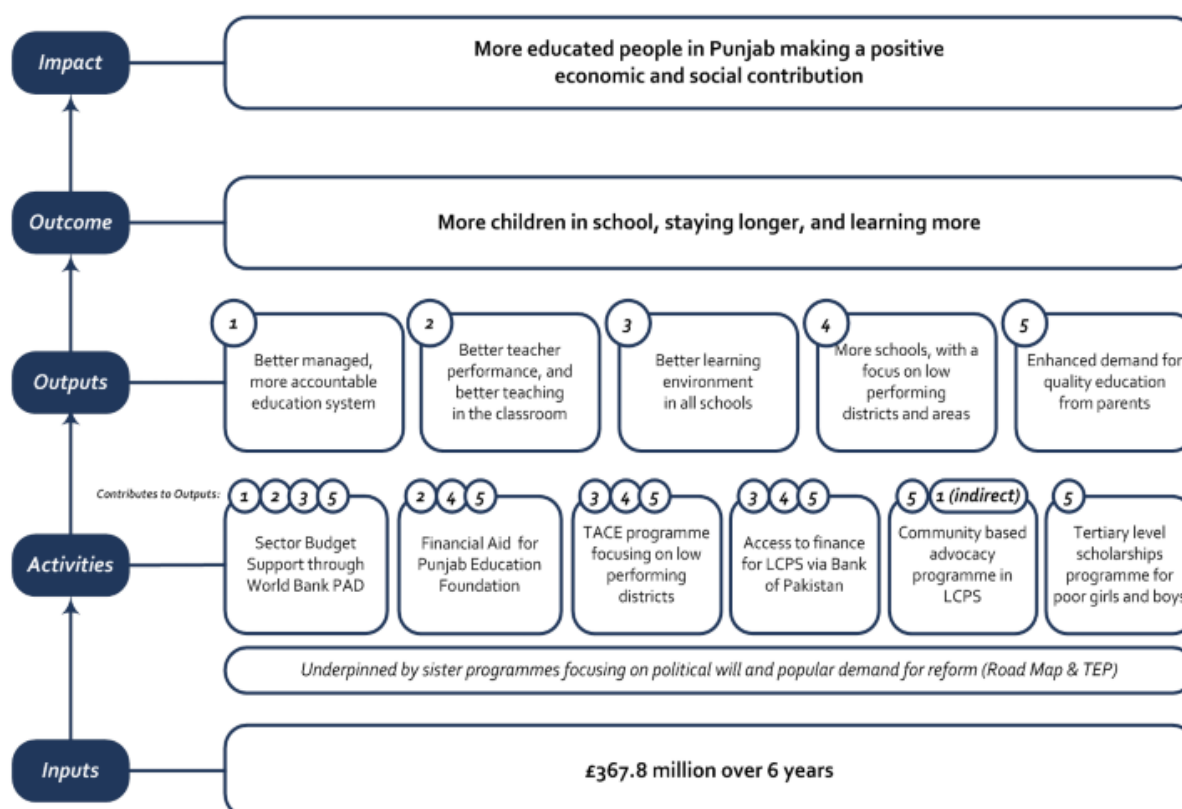 Impact
More educated people in Punjab making a positive
economic and social contribution
Outcome
More children in school, staying longer, and learning more
Outputs
1
Better managed,
more accountable
education system
2
Better teacher
performance, and
better teaching
in the classroom
3
Better learning
environment
in all schools
4
More schools, with a
focus on low
performing
districts and areas
5
Enhanced demand for
quality education
from parents
Contributes to Outputs:
Activities
1 2 3 5
Sector Budget
Support through
World Bank PAD
2 4 5
Financial Aid for
Punjab Education
Foundation
3 4 5
TACE programme
focusing on low
performing
districts
3 4 5
Access to finance
for LCPS via Bank
of Pakistan
5 1 (indirect)
Community based
advocacy
programme in
LCPS
5
Tertiary level
scholarships
programme for
poor girls and boys
Underpinned by sister programmes focusing on political will and popular demand for reform (Road Map & TEP)
Inputs
£367.8 million over 6 years